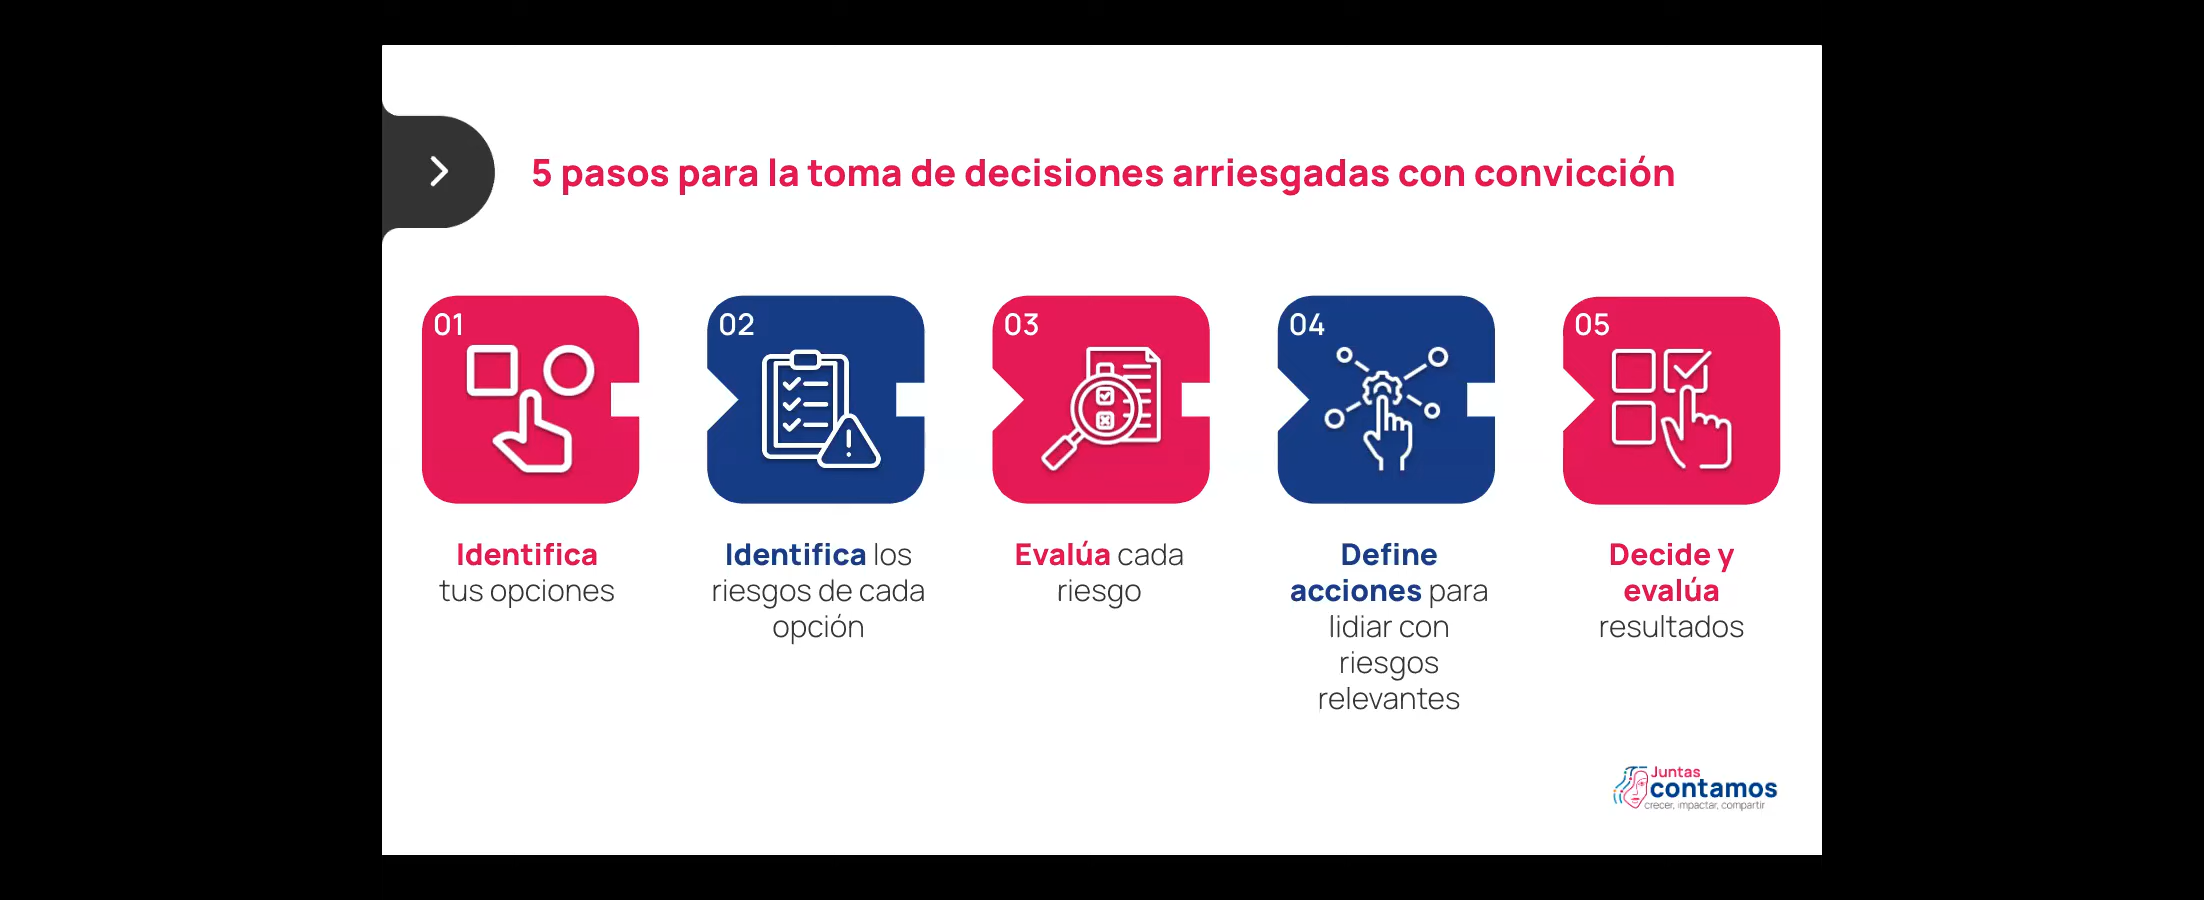 5 pasos para la toma de decisiones arriesgadas con convicción
01
Identifica
tus opciones
02
Identifica los
riesgos de cada
opción
03
Evalúa cada
riesgo
04
Define
acciones para
lidiar con
riesgos
relevantes
05
Decide y
evalúa
resultados
Juntas
contamos
crecer, impactar, compartir